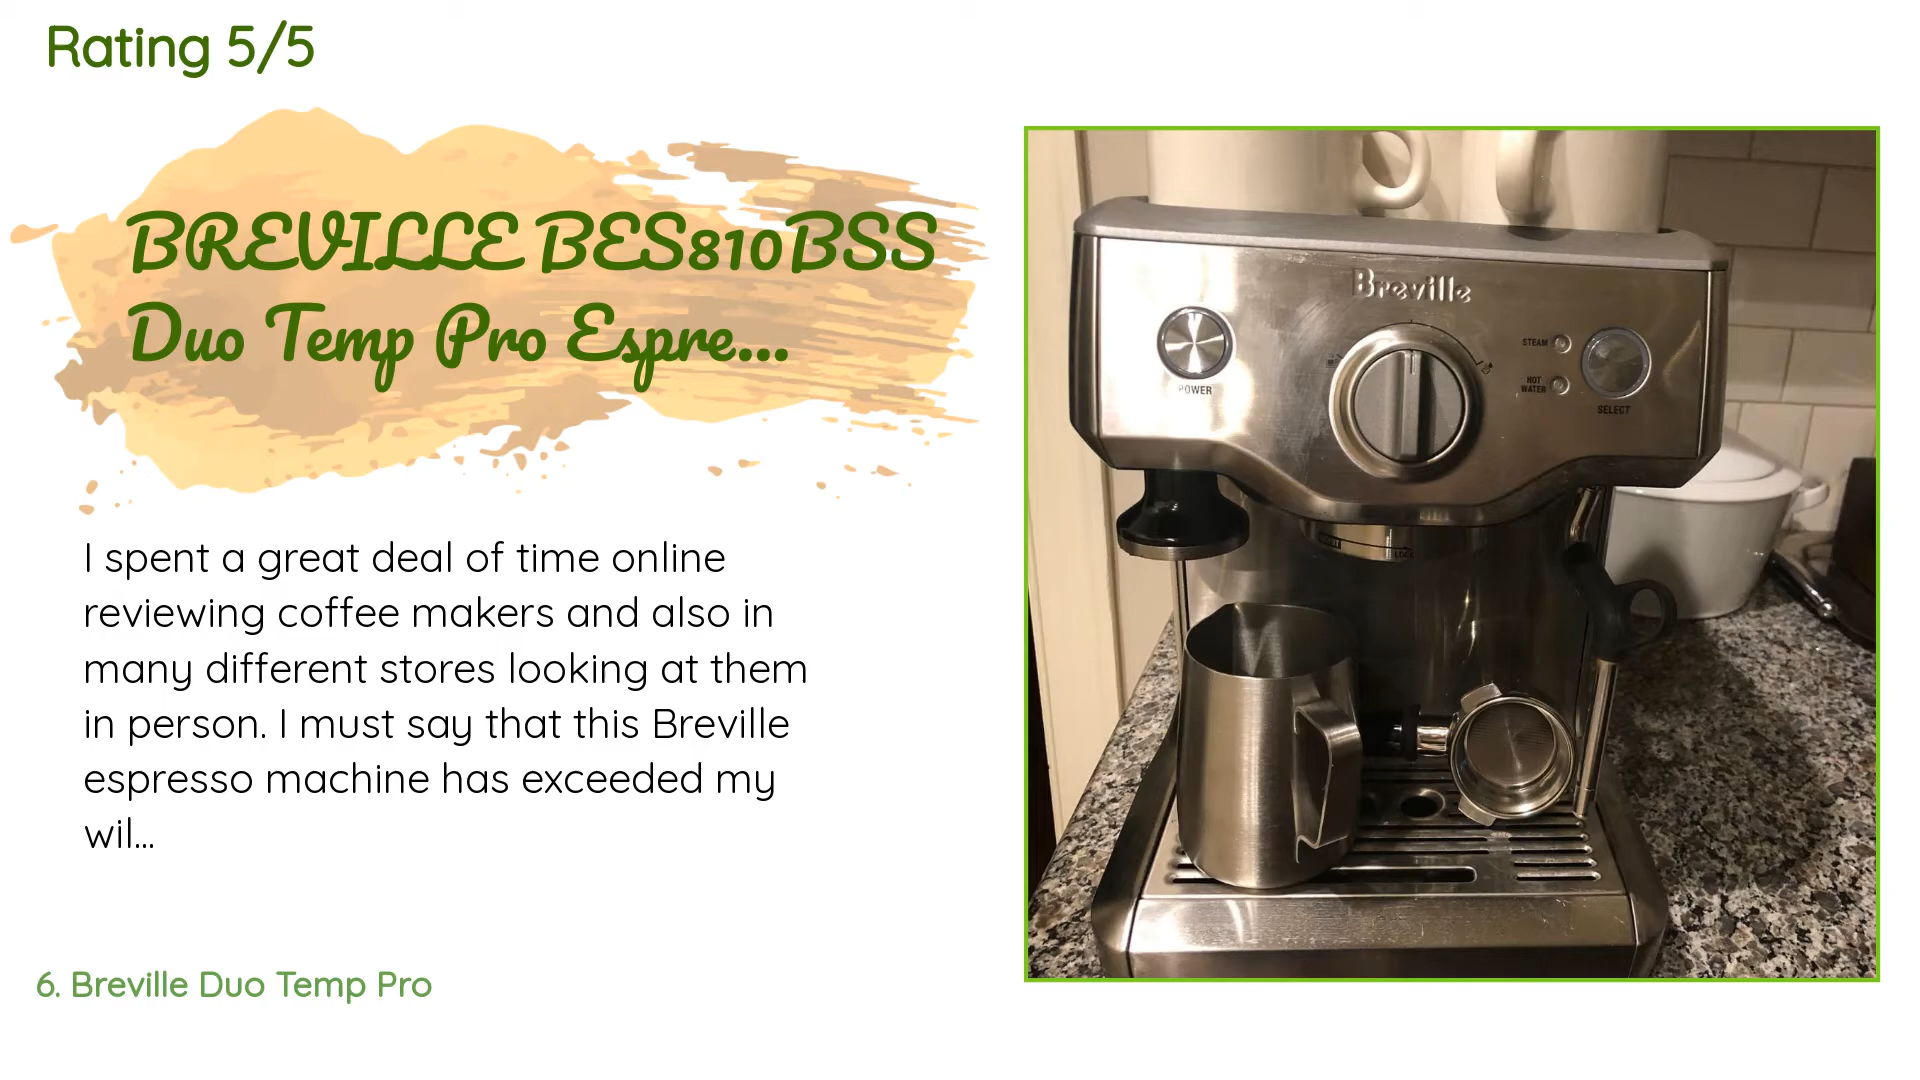 Rating 5/5
BREVILLE BES810BSS
Duo Temp Pro Espre...
I spent a great deal of time online
reviewing coffee makers and also in
many different stores looking at them
in person. I must say that this Breville
espresso machine has exceeded my
wil...
6. Breville Duo Temp Pro
Breville
POWER
STEAM
HOT
WATER
SELECT
LOCK